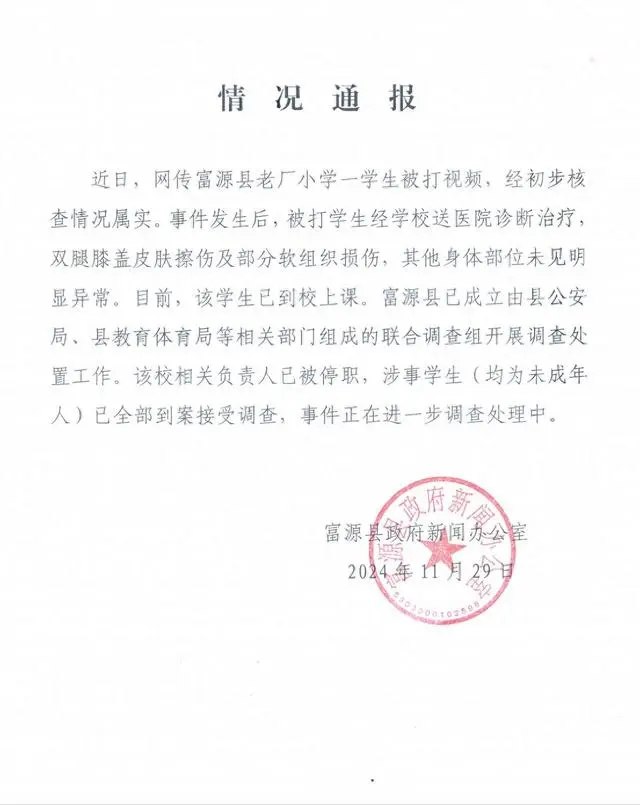 情况通报
近日，网传富源县老厂小学一学生被打视频，经初步核
查情况属实。事件发生后，被打学生经学校送医院诊断治疗，
双腿膝盖皮肤擦伤及部分软组织损伤，其他身体部位未见明
显异常。目前，该学生已到校上课。富源县已成立由县公安
局、县教育体育局等相关部门组成的联合调查组开展调查处
置工作。该校相关负责人已被停职，涉事学生（均为未成年
人）已全部到案接受调查，事件正在进一步调查处理中。
富源县政府新闻办公室
2024年11月29日
富源县政府新闻办公室